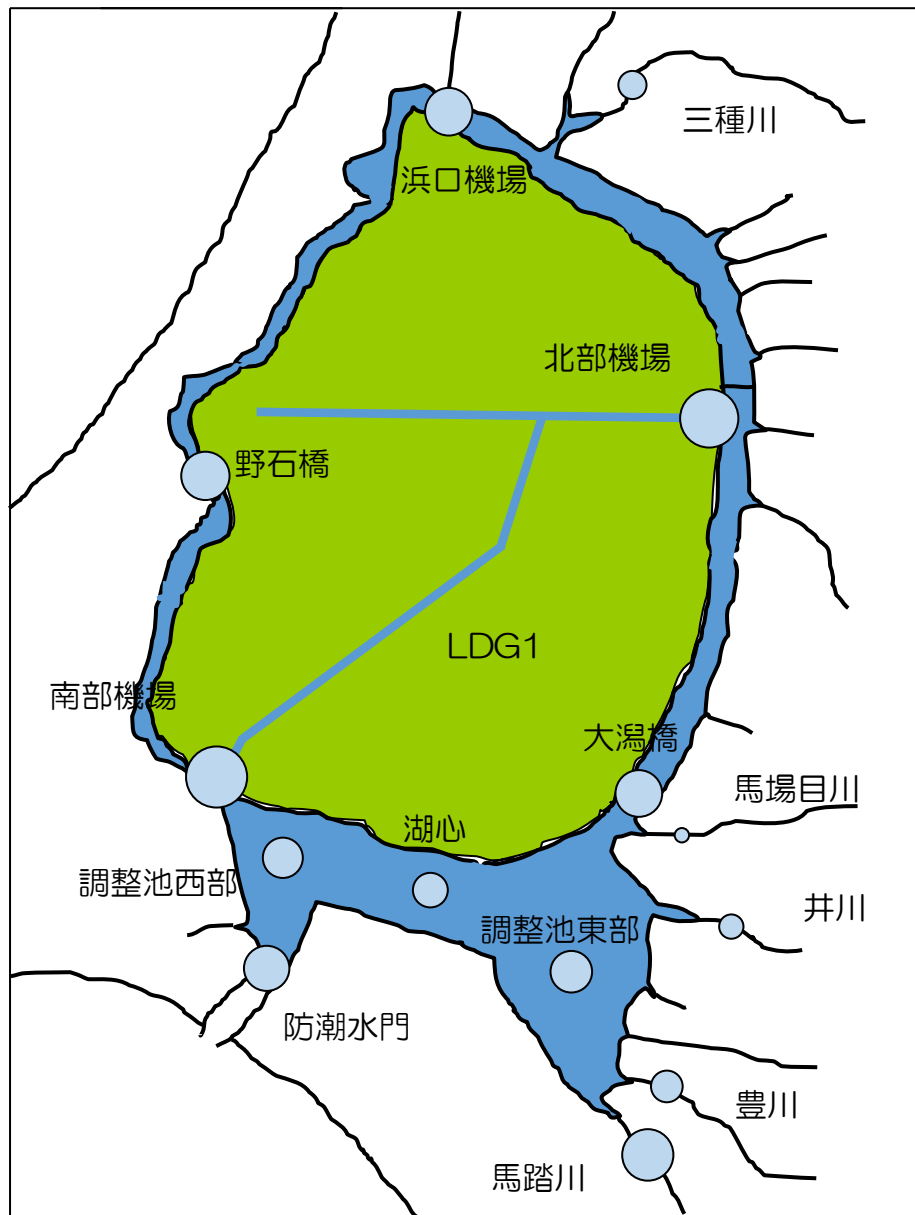 三種川
浜口機場
北部機場
野石橋
LDG1
南部機場
大潟橋
馬場目川
湖心
調整池西部
井川
調整池東部
防潮水門
豊川
馬踏川